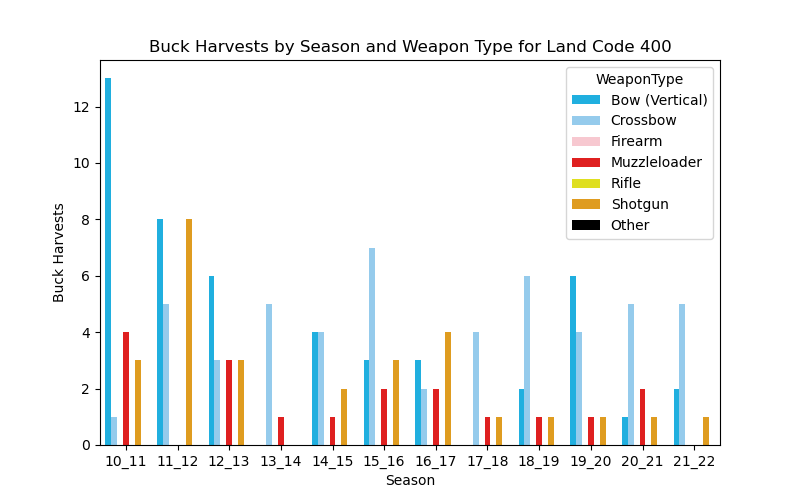 Buck Harvests by Season and Weapon Type for Land Code 400
WeaponType
Bow (Vertical)
Crossbow
Firearm
Muzzleloader
Rifle
Shotgun
Other
Buck Harvests
12
10
8
6
4
2
0
10_11 11_12 12_13 13_14 14_15 15_16 16_17 17_18 18_19 19_20 20_21 21_22
Season